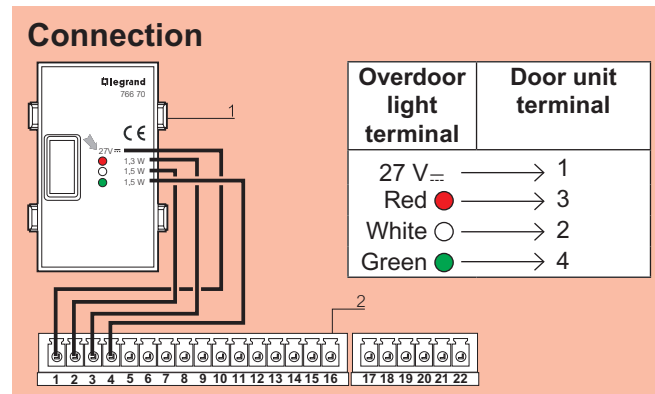 Connection
legrand
766 70
1
CE
27V⎓
1,3 W
1,5 W
1,5 W
Overdoor light terminal Door unit terminal
27 V⎓ → 1
Red → 3
White → 2
Green → 4
2
1 2 3 4 5 6 7 8 9 10 11 12 13 14 15 16 17 18 19 20 21 22